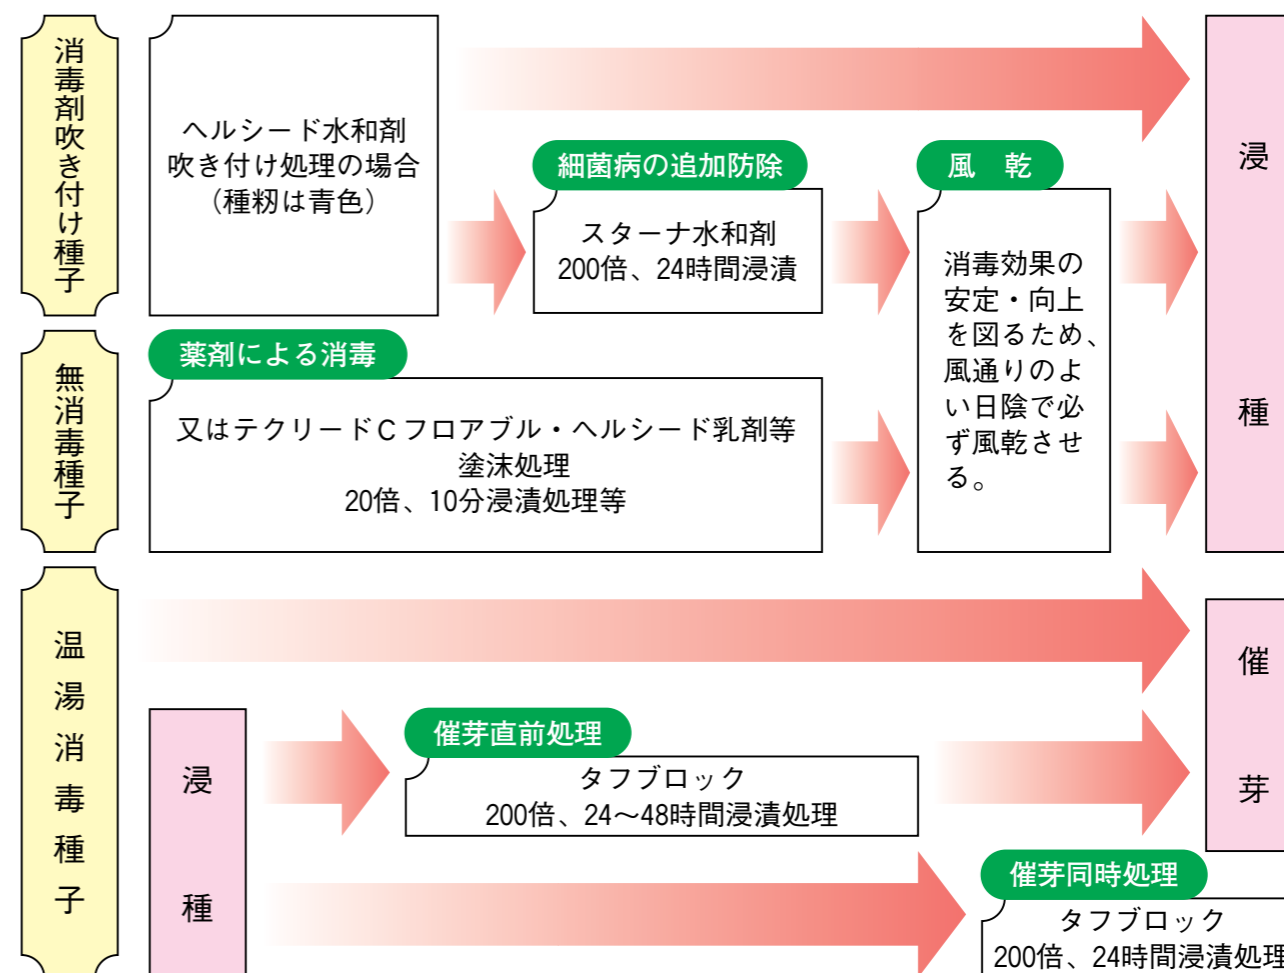 消毒剤吹き付け種子
ヘルシード水和剤
吹き付け処理の場合
（種籾は青色）
細菌病の追加防除
スターナ水和剤
200倍、24時間浸漬
風　乾
消毒効果の
安定・向上
を図るため、
風通りのよ
い日陰で必
ず風乾させ
る。
浸種
無消毒種子
薬剤による消毒
又はテクリードＣフロアブル・ヘルシード乳剤等
塗沫処理
20倍、10分浸漬処理等
温湯消毒種子
浸種
催芽直前処理
タフブロック
200倍、24～48時間浸漬処理
催芽
催芽同時処理
タフブロック
200倍、24時間浸漬処理